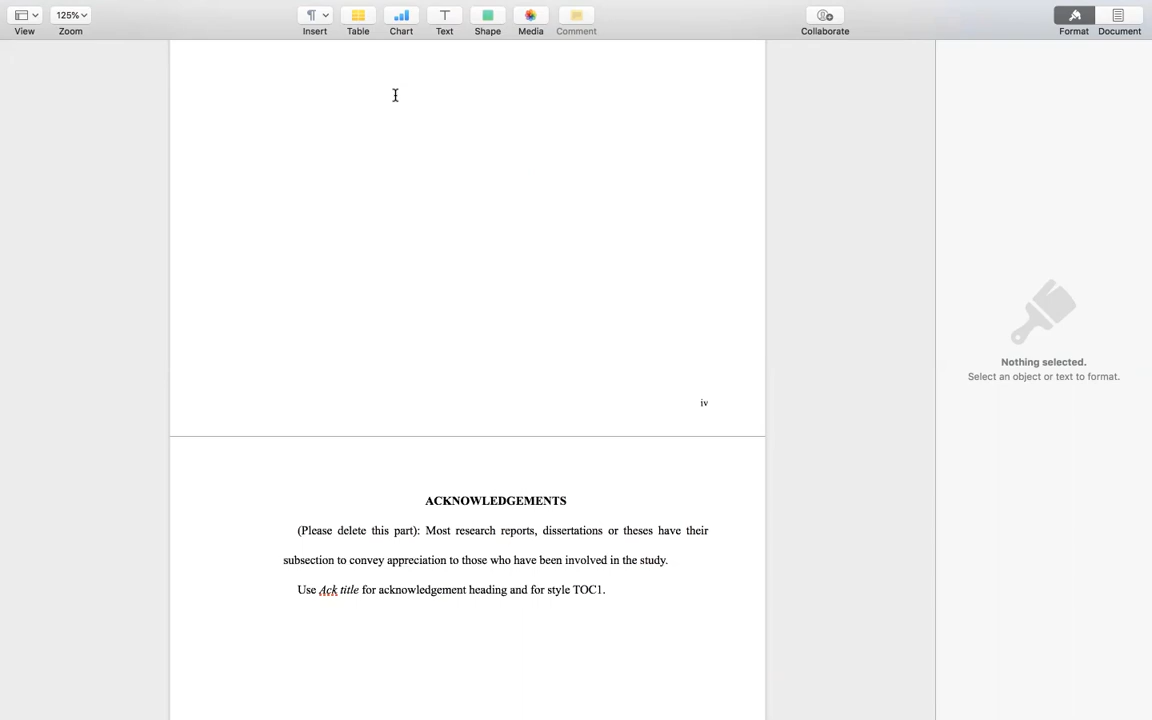 125%
View
Zoom
Insert
Table
Chart
Text
Shape
Media
Comment
Collaborate
Format
Document
Nothing selected.
Select an object or text to format.
iv
ACKNOWLEDGEMENTS
(Please delete this part): Most research reports, dissertations or theses have their
subsection to convey appreciation to those who have been involved in the study.
Use Ack title for acknowledgement heading and for style TOC1.